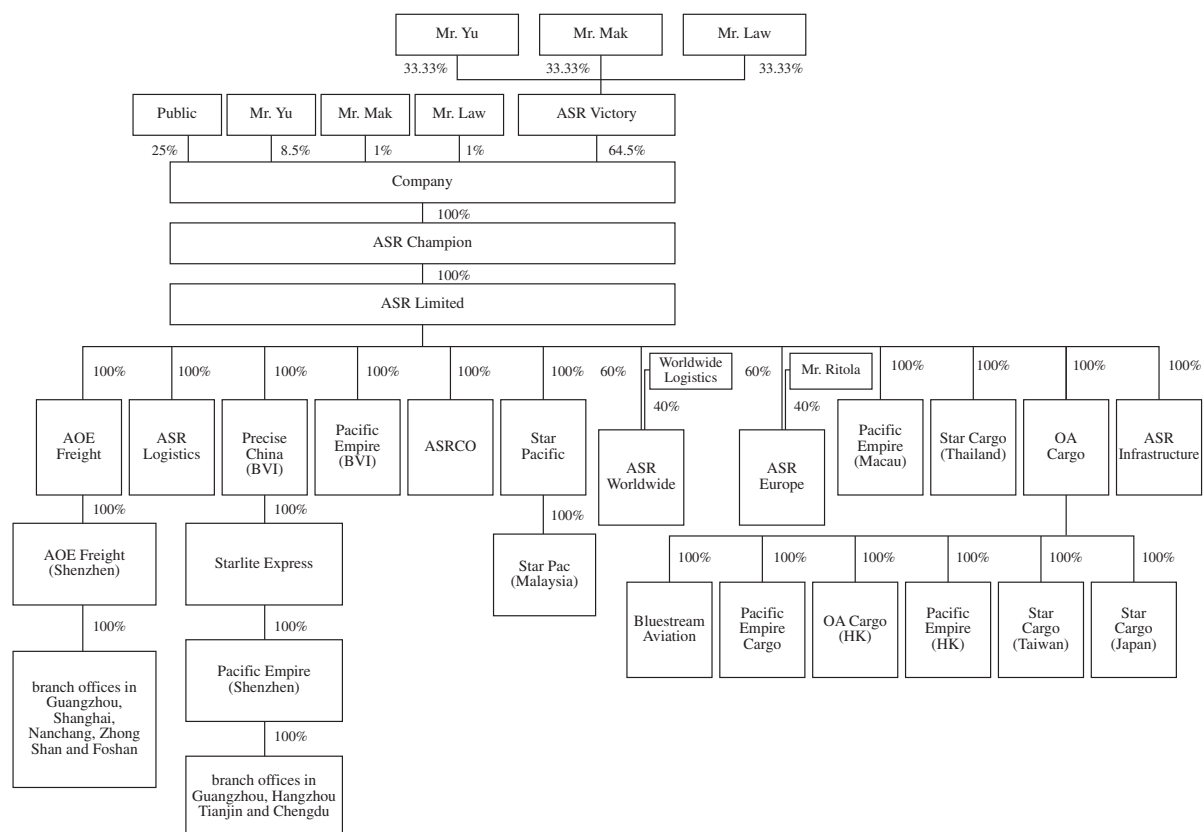 Mr. Yu
Mr. Mak
Mr. Law
33.33%
33.33%
33.33%
Public
Mr. Yu
Mr. Mak
Mr. Law
ASR Victory
25%
8.5%
1%
1%
64.5%
Company
100%
ASR Champion
100%
ASR Limited
100%
100%
100%
100%
100%
100%
60%
Worldwide
Logistics
40%
60%
Mr. Ritola
40%
100%
100%
100%
100%
AOE
Freight
ASR
Logistics
Precise
China
(BVI)
Pacific
Empire
(BVI)
ASRCO
Star
Pacific
ASR
Worldwide
ASR
Europe
Pacific
Empire
(Macau)
Star Cargo
(Thailand)
OA
Cargo
ASR
Infrastructure
100%
100%
100%
AOE Freight
(Shenzhen)
Starlite Express
Star Pac
(Malaysia)
100%
100%
100%
100%
100%
100%
Bluestream
Aviation
Pacific
Empire
Cargo
OA Cargo
(HK)
Pacific
Empire
(HK)
Star
Cargo
(Taiwan)
Star
Cargo
(Japan)
100%
100%
branch offices in
Guangzhou,
Shanghai,
Nanchang, Zhong
Shan and Foshan
Pacific Empire
(Shenzhen)
100%
branch offices in
Guangzhou, Hangzhou
Tianjin and Chengdu